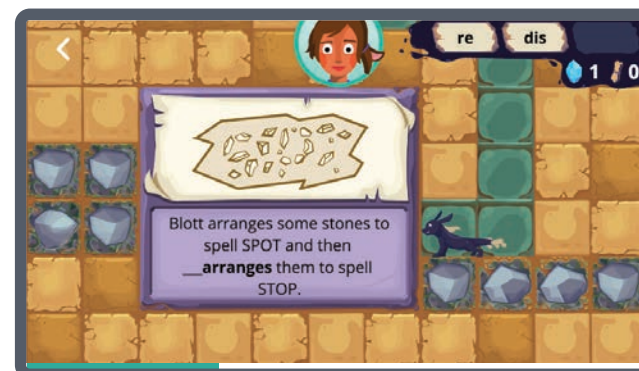 re dis
1 0
Blott arranges some stones to
spell SPOT and then
__arranges them to spell
STOP.